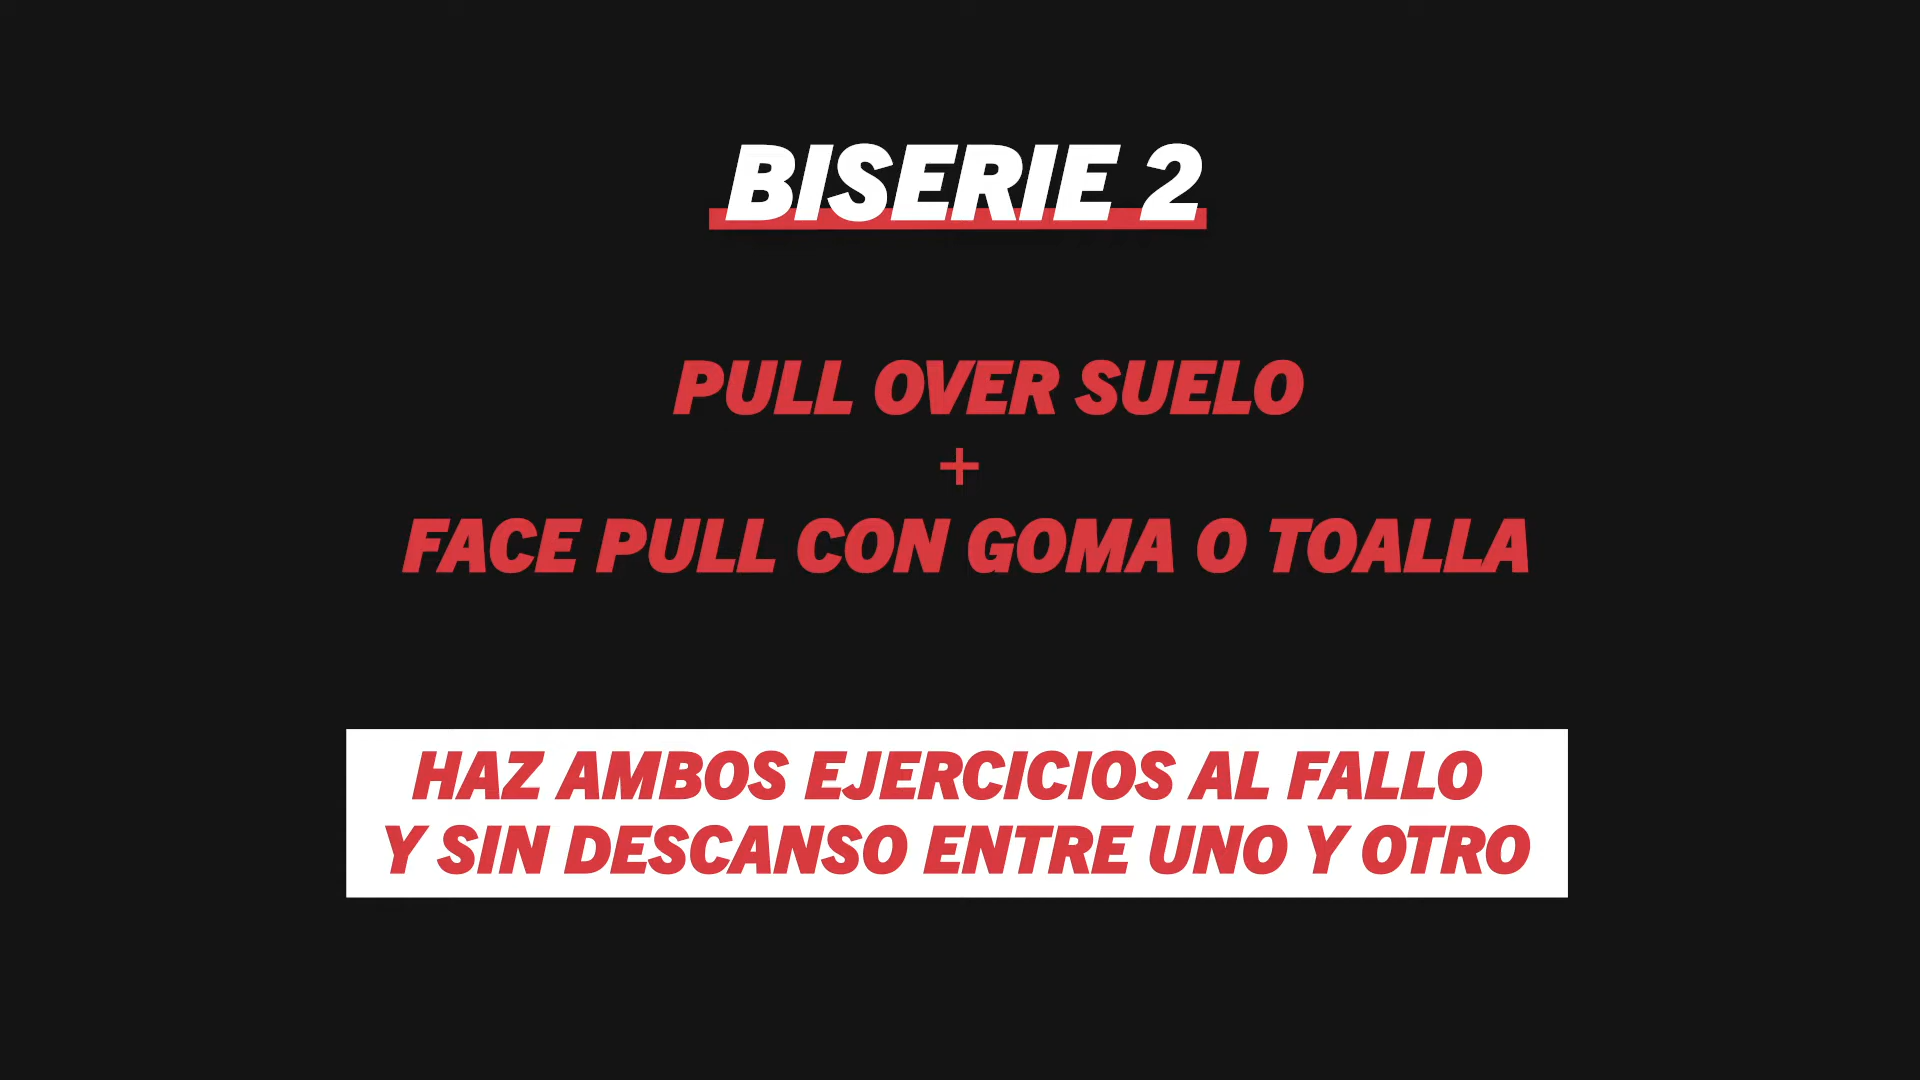 BISERIE 2
PULL OVER SUELO
+
FACE PULL CON GOMA O TOALLA
HAZ AMBOS EJERCICIOS AL FALLO
Y SIN DESCANSO ENTRE UNO Y OTRO